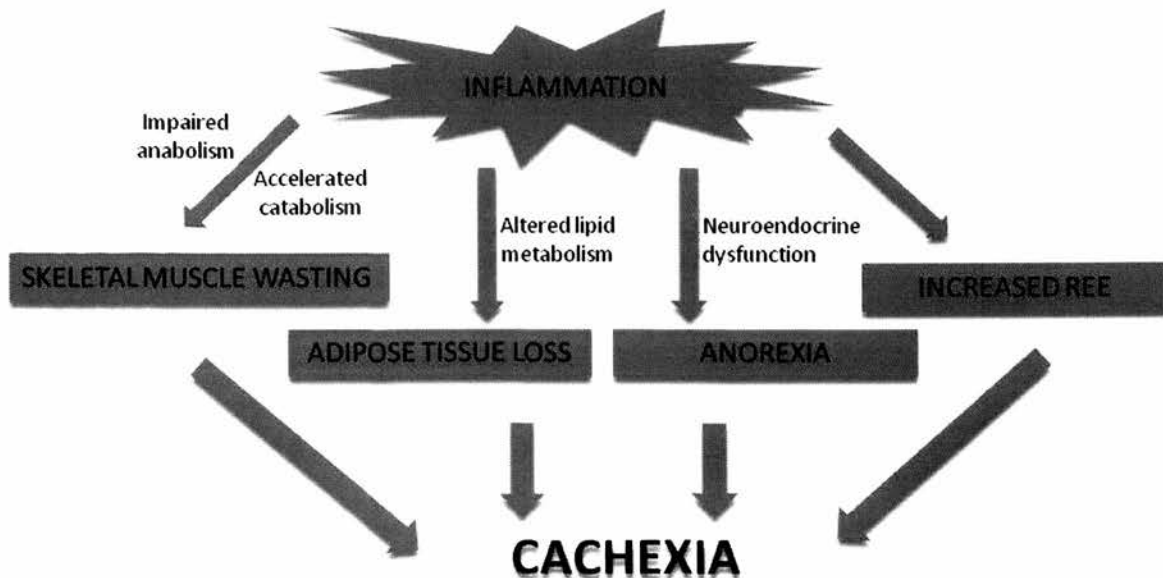 INFLAMMATION
Impaired
anabolism
Accelerated
catabolism
Altered lipid
metabolism
Neuroendocrine
dysfunction
SKELETAL MUSCLE WASTING
INCREASED REE
ADIPOSE TISSUE LOSS
ANOREXIA
CACHEXIA